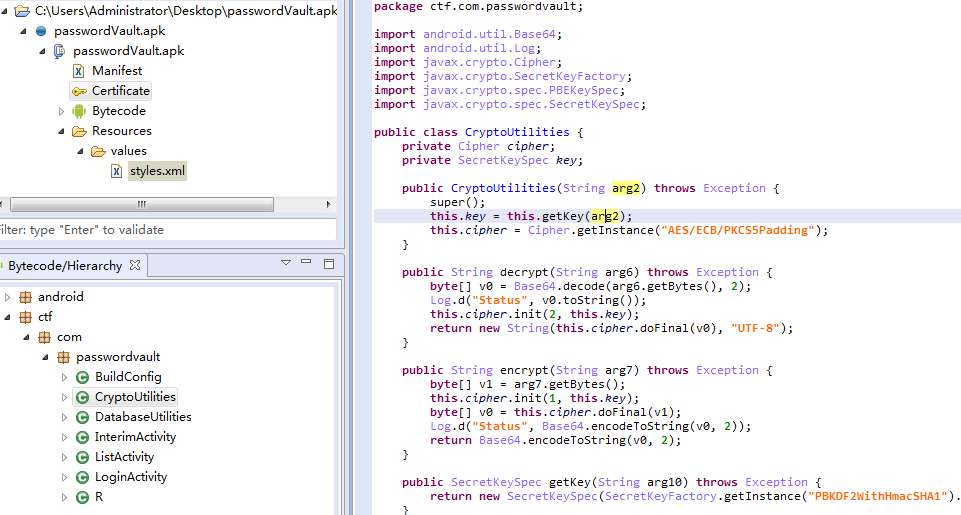 C:\Users\Administrator\Desktop\passwordVault.apk
passwordVault.apk
passwordVault.apk
Manifest
Certificate
Bytecode
Resources
values
styles.xml
Filter: type "Enter" to validate
Bytecode/Hierarchy
android
ctf
com
passwordvault
BuildConfig
CryptoUtilities
DatabaseUtilities
InterimActivity
ListActivity
LoginActivity
R
package ctf.com.passwordvault;
import android.util.Base64;
import android.util.Log;
import javax.crypto.Cipher;
import javax.crypto.SecretKeyFactory;
import javax.crypto.spec.PBEKeySpec;
import javax.crypto.spec.SecretKeySpec;
public class CryptoUtilities {
private Cipher cipher;
private SecretKeySpec key;
public CryptoUtilities(String arg2) throws Exception {
super();
this.key = this.getKey(arg2);
this.cipher = Cipher.getInstance("AES/ECB/PKCS5Padding");
}
public String decrypt(String arg6) throws Exception {
byte[] v0 = Base64.decode(arg6.getBytes(), 2);
Log.d("Status", v0.toString());
this.cipher.init(2, this.key);
return new String(this.cipher.doFinal(v0), "UTF-8");
}
public String encrypt(String arg7) throws Exception {
byte[] v1 = arg7.getBytes();
this.cipher.init(1, this.key);
byte[] v0 = this.cipher.doFinal(v1);
Log.d("Status", Base64.encodeToString(v0, 2));
return Base64.encodeToString(v0, 2);
}
public SecretKeySpec getKey(String arg10) throws Exception {
return new SecretKeySpec(SecretKeyFactory.getInstance("PBKDF2WithHmacSHA1").
}